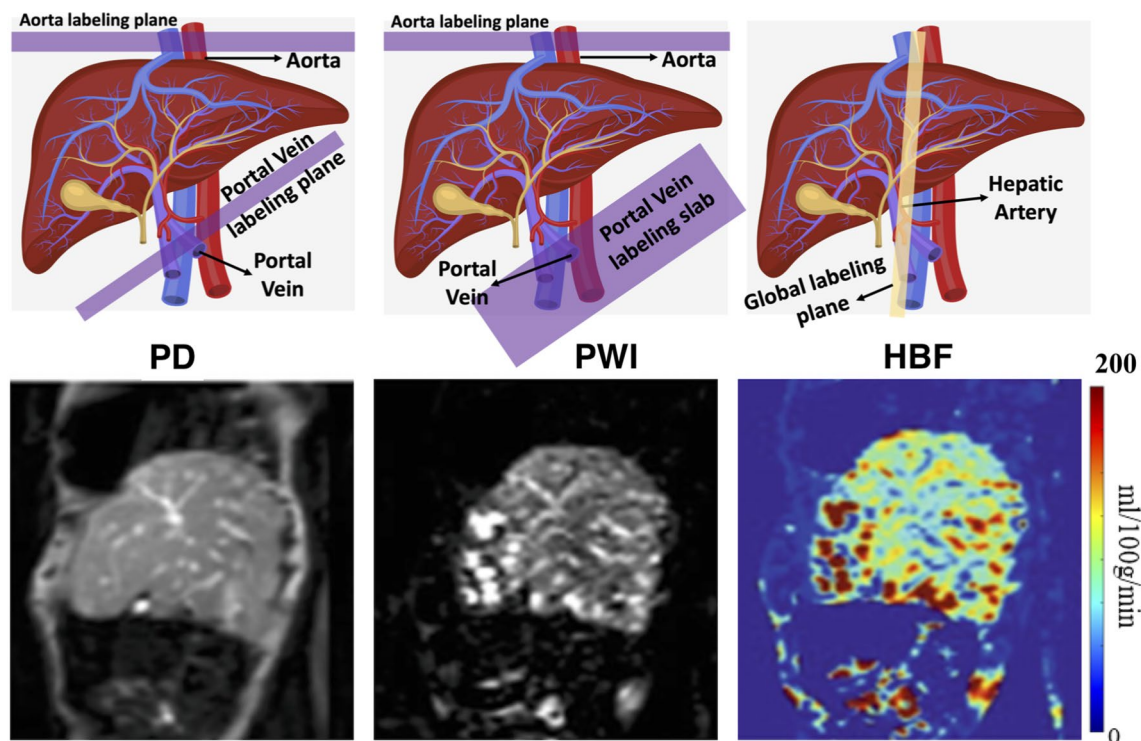 Aorta labeling plane
Aorta
Portal Vein
labeling plane
Portal
Vein
Aorta labeling plane
Aorta
Portal Vein
labeling slab
Portal
Vein
Hepatic
Artery
Global labeling
plane
PD
PWI
HBF
200
ml/100g/min
0